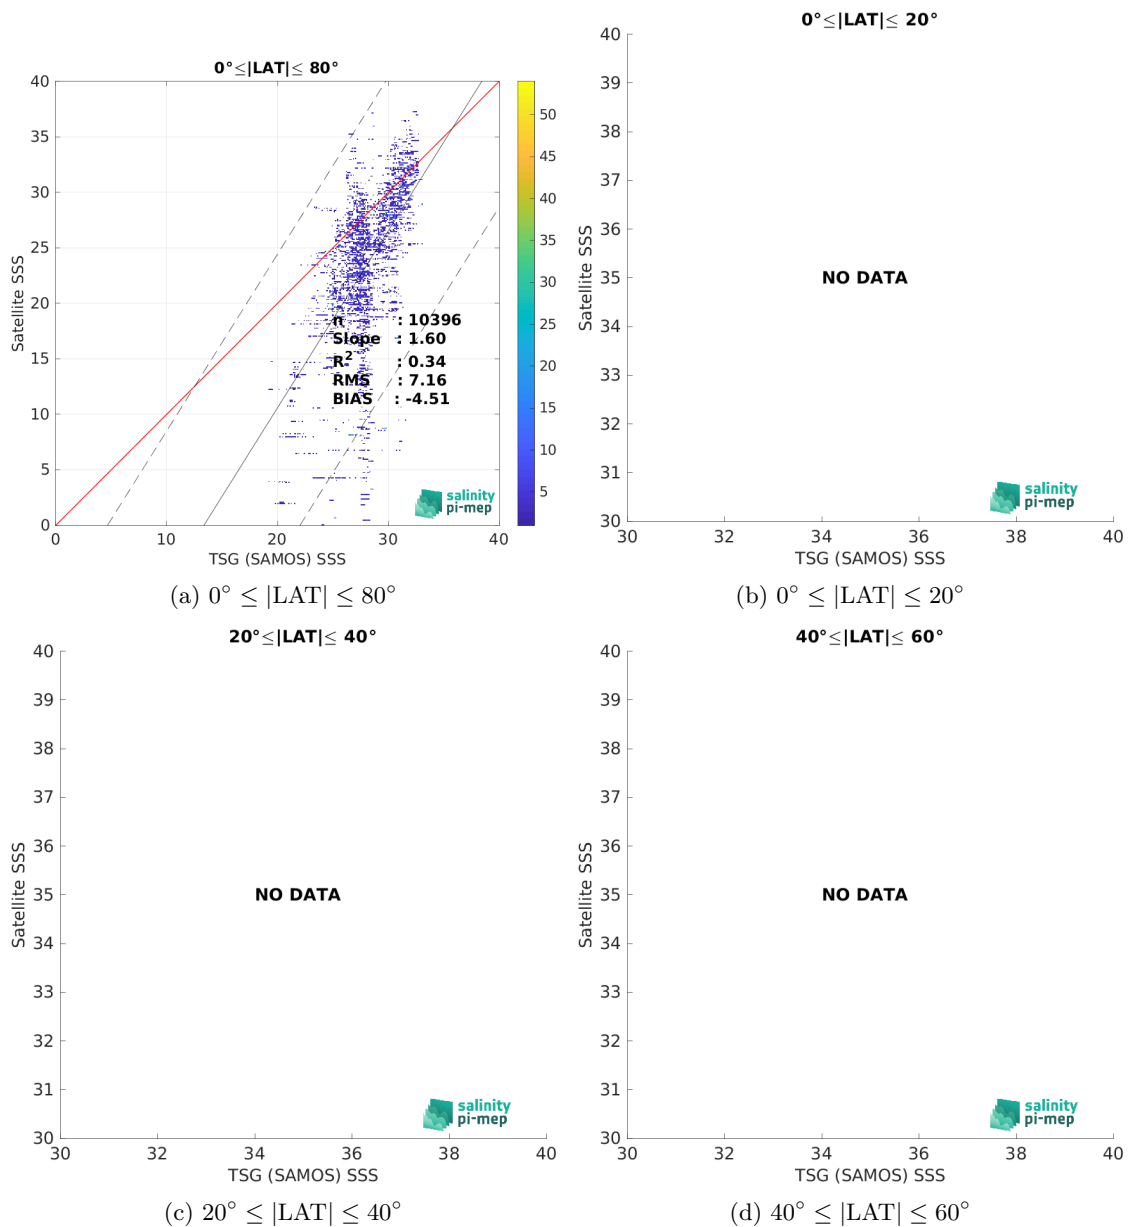 0°≤|LAT|≤ 80°
40
35
30
25
20
15
10
5
0
Satellite SSS
n : 10396
Slope : 1.60
R² : 0.34
RMS : 7.16
BIAS : -4.51
salinity
pi-mep
0 10 20 30 40
TSG (SAMOS) SSS
50
45
40
35
30
25
20
15
10
5
(a) 0° ≤ |LAT| ≤ 80°
0°≤|LAT|≤ 20°
40
39
38
37
36
35
34
33
32
31
30
Satellite SSS
NO DATA
salinity
pi-mep
30 32 34 36 38 40
TSG (SAMOS) SSS
(b) 0° ≤ |LAT| ≤ 20°
20°≤|LAT|≤ 40°
40
39
38
37
36
35
34
33
32
31
30
Satellite SSS
NO DATA
salinity
pi-mep
30 32 34 36 38 40
TSG (SAMOS) SSS
(c) 20° ≤ |LAT| ≤ 40°
40°≤|LAT|≤ 60°
40
39
38
37
36
35
34
33
32
31
30
Satellite SSS
NO DATA
salinity
pi-mep
30 32 34 36 38 40
TSG (SAMOS) SSS
(d) 40° ≤ |LAT| ≤ 60°